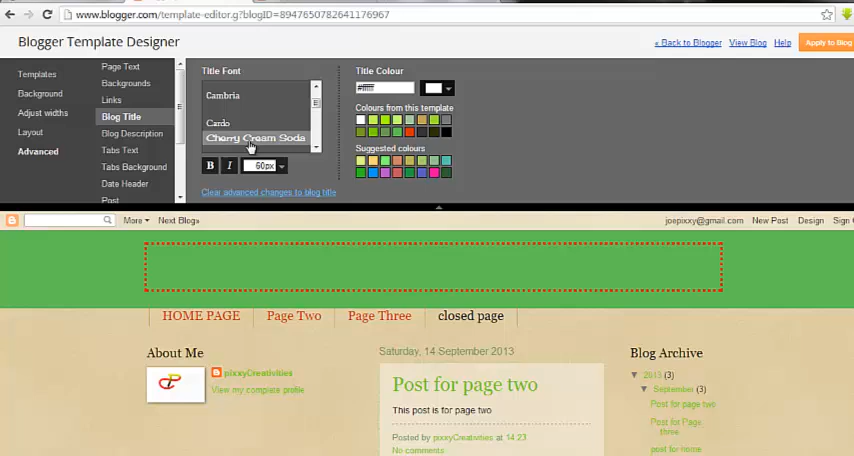 www.blogger.com/template-editor.g?blogID=8947650782641176967
Blogger Template Designer
« Back to Blogger View Blog Help Apply to Blog
Templates
Background
Adjust widths
Layout
Advanced
Page Text
Backgrounds
Links
Blog Title
Blog Description
Tabs Text
Tabs Background
Date Header
Post
Title Font
Cambria
Cardo
Cherry Cream Soda
B I 60px
Clear advanced changes to blog title
Title Colour
#ffffff
Colours from this template
Suggested colours
More Next Blog» joepixxy@gmail.com New Post Design Sign
HOME PAGE Page Two Page Three closed page
About Me
pixxyCreativities
View my complete profile
Saturday, 14 September 2013
Post for page two
This post is for page two
Posted by pixxyCreativities at 14:23
No comments
Blog Archive
▼ 2013 (3)
▼ September (3)
Post for page two
Post for Page
three
post for home